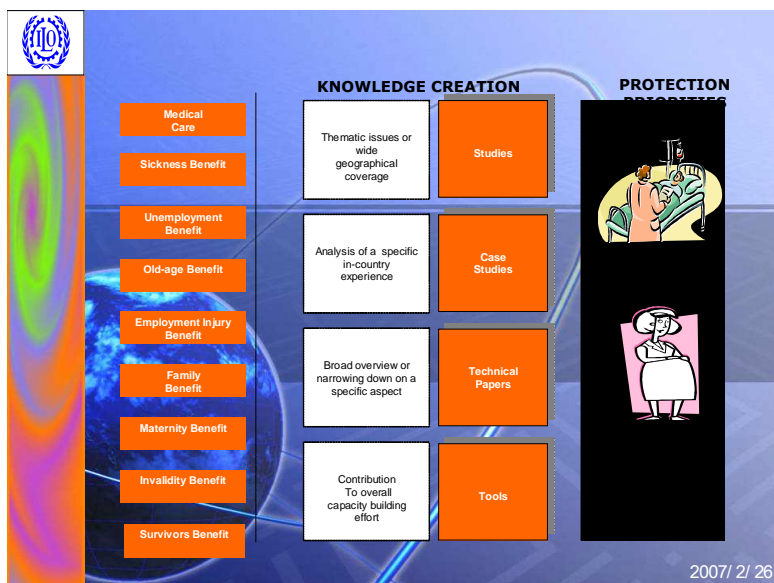 ILO
KNOWLEDGE CREATION
PROTECTION
PRIORITIES
Medical
Care
Sickness Benefit
Unemployment
Benefit
Old-age Benefit
Employment Injury
Benefit
Family
Benefit
Maternity Benefit
Invalidity Benefit
Survivors Benefit
Thematic issues or
wide
geographical
coverage
Studies
Analysis of a specific
in-country
experience
Case
Studies
Broad overview or
narrowing down on a
specific aspect
Technical
Papers
Contribution
To overall
capacity building
effort
Tools
2007/ 2/ 26